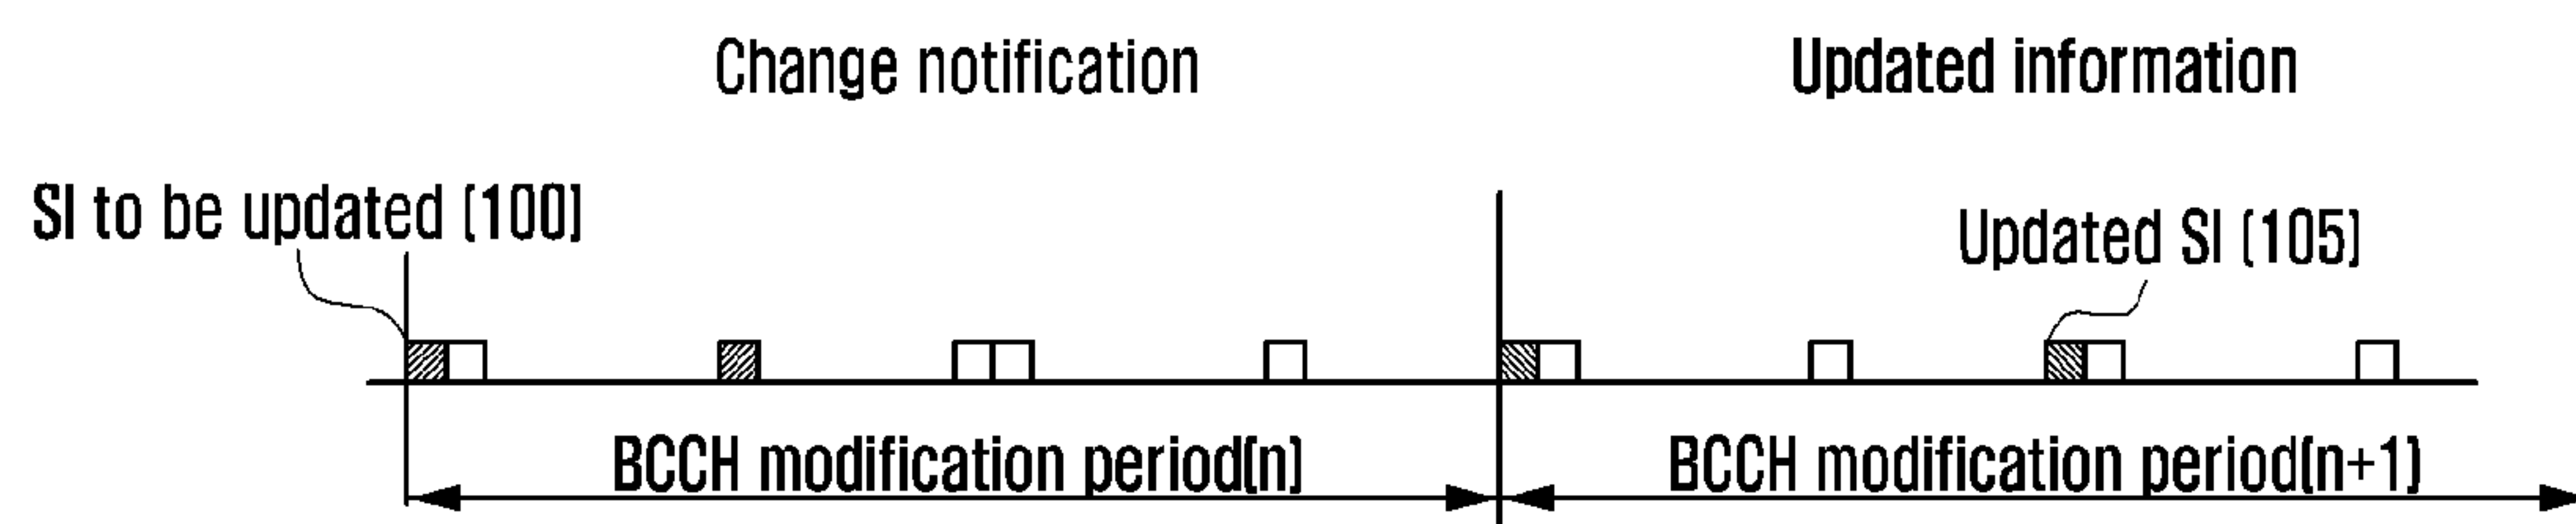 Change notification
Updated information
SI to be updated (100)
Updated SI (105)
BCCH modification period(n)
BCCH modification period(n+1)